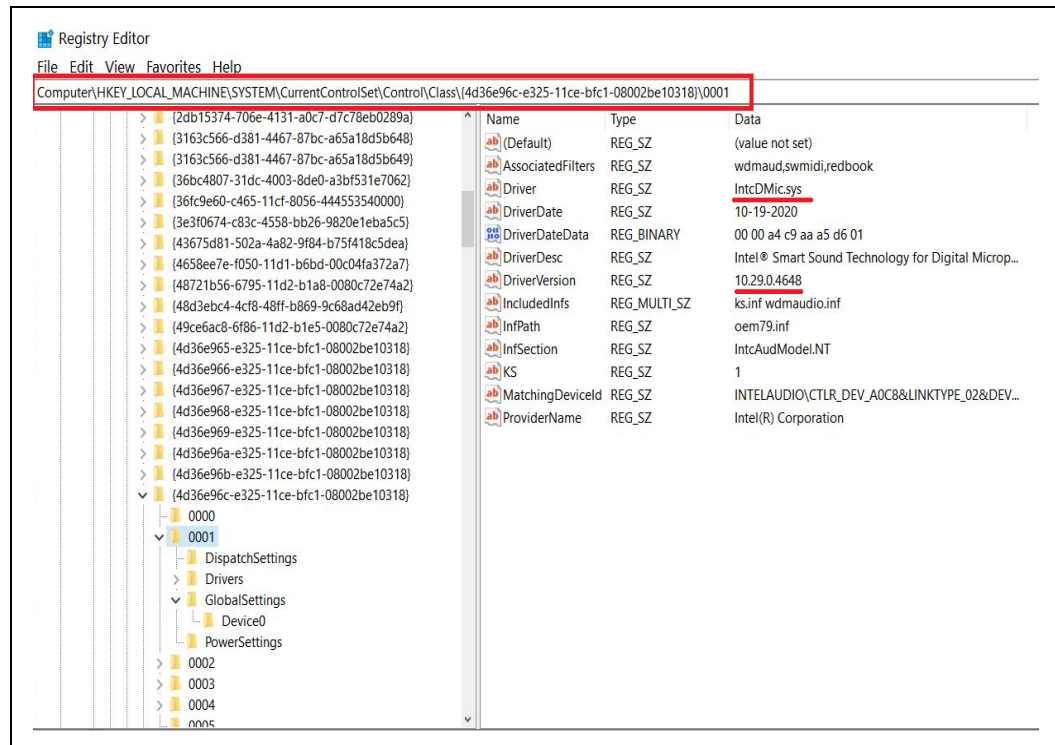 Registry Editor
File Edit View Favorites Help
Computer\HKEY_LOCAL_MACHINE\SYSTEM\CurrentControlSet\Control\Class\{4d36e96c-e325-11ce-bfc1-08002be10318}\0001
{2db15374-706e-4131-a0c7-d7c78eb0289a}
{3163c566-d381-4467-87bc-a65a18d5b648}
{3163c566-d381-4467-87bc-a65a18d5b649}
{36bc4807-31dc-4003-8de0-a3bf531e7062}
{36fc9e60-c465-11cf-8056-444553540000}
{3e3f0674-c83c-4558-bb26-9820e1eba5c5}
{43675d81-502a-4a82-9f84-b75f418c5dea}
{4658ee7e-f050-11d1-b6bd-00c04fa372a7}
{48721b56-6795-11d2-b1a8-0080c72e74a2}
{48d3ebc4-4cf8-48ff-b869-9c68ad42eb9f}
{49ce6ac8-6f86-11d2-b1e5-0080c72e74a2}
{4d36e965-e325-11ce-bfc1-08002be10318}
{4d36e966-e325-11ce-bfc1-08002be10318}
{4d36e967-e325-11ce-bfc1-08002be10318}
{4d36e968-e325-11ce-bfc1-08002be10318}
{4d36e969-e325-11ce-bfc1-08002be10318}
{4d36e96a-e325-11ce-bfc1-08002be10318}
{4d36e96b-e325-11ce-bfc1-08002be10318}
{4d36e96c-e325-11ce-bfc1-08002be10318}
0000
0001
DispatchSettings
Drivers
GlobalSettings
Device0
PowerSettings
0002
0003
0004
0005
Name Type Data
(Default) REG_SZ (value not set)
AssociatedFilters REG_SZ wdmaud,swmidi,redbook
Driver REG_SZ IntcDMic.sys
DriverDate REG_SZ 10-19-2020
DriverDateData REG_BINARY 00 00 a4 c9 aa a5 d6 01
DriverDesc REG_SZ Intel® Smart Sound Technology for Digital Microp...
DriverVersion REG_SZ 10.29.0.4648
IncludedInfs REG_MULTI_SZ ks.inf wdmaudio.inf
InfPath REG_SZ oem79.inf
InfSection REG_SZ IntcAudModel.NT
KS REG_SZ 1
MatchingDeviceId REG_SZ INTELAUDIO\CTLR_DEV_A0C8&LINKTYPE_02&DEV...
ProviderName REG_SZ Intel(R) Corporation